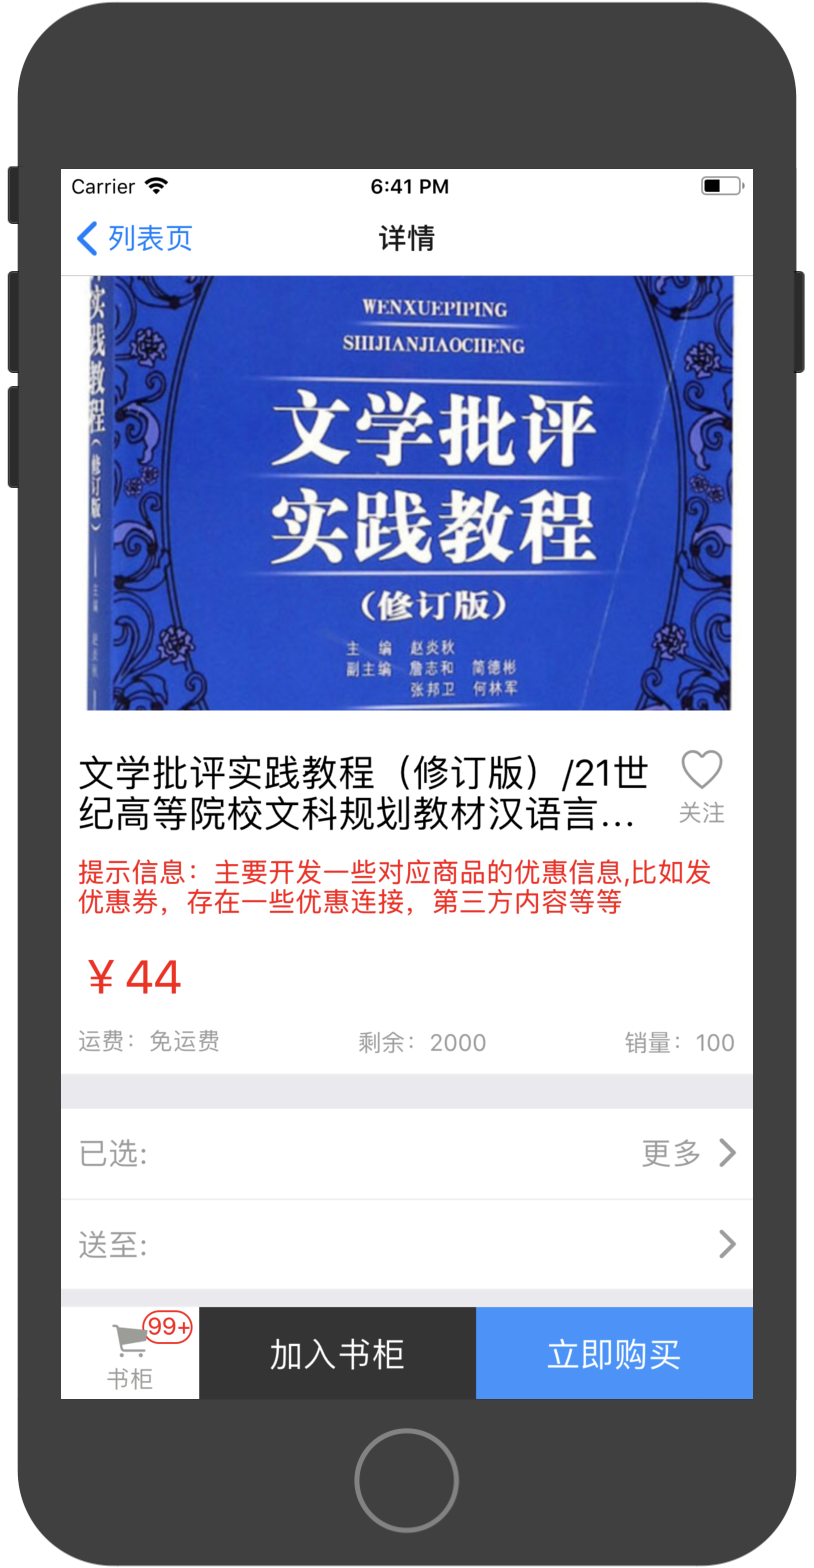 Carrier
6:41 PM
列表页
详情
实践教程（修订版）
主编 赵炎秋
WENXUEPIPING
SHIJIANJIAOCHENG
文学批评
实践教程
（修订版）
主 编 赵炎秋
副主编 詹志和 简德彬
张邦卫 何林军
文学批评实践教程（修订版）/21世
纪高等院校文科规划教材汉语言...
关注
提示信息：主要开发一些对应商品的优惠信息,比如发
优惠券，存在一些优惠连接，第三方内容等等
￥44
运费：免运费
剩余：2000
销量：100
已选:
更多
送至:
99+
书柜
加入书柜
立即购买